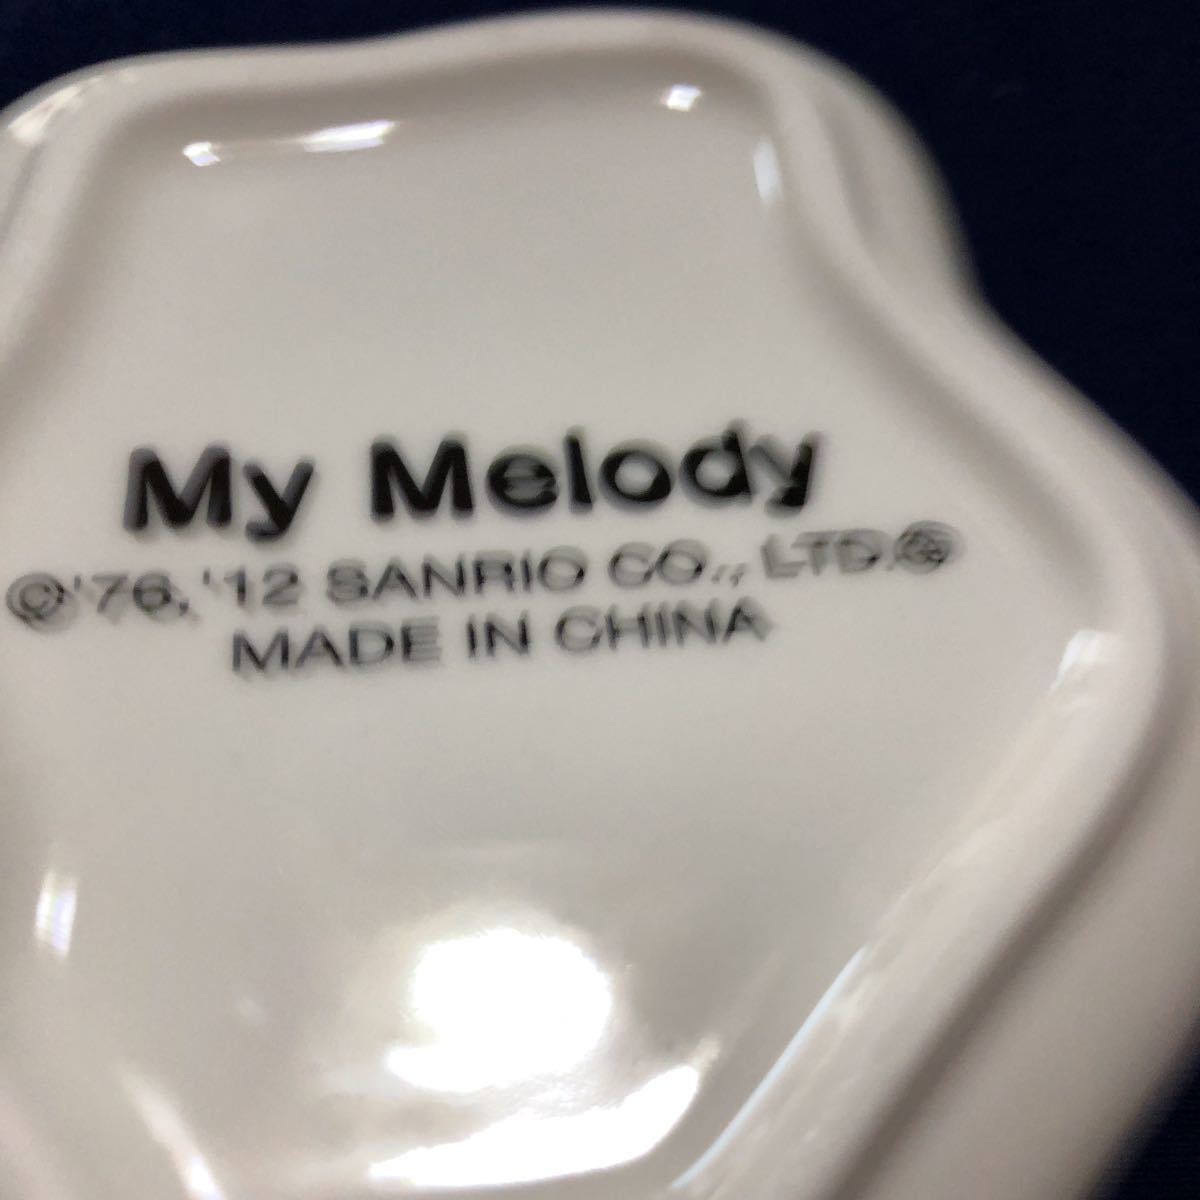 My Melody
©'76, '12 SANRIO CO., LTD.
MADE IN CHINA